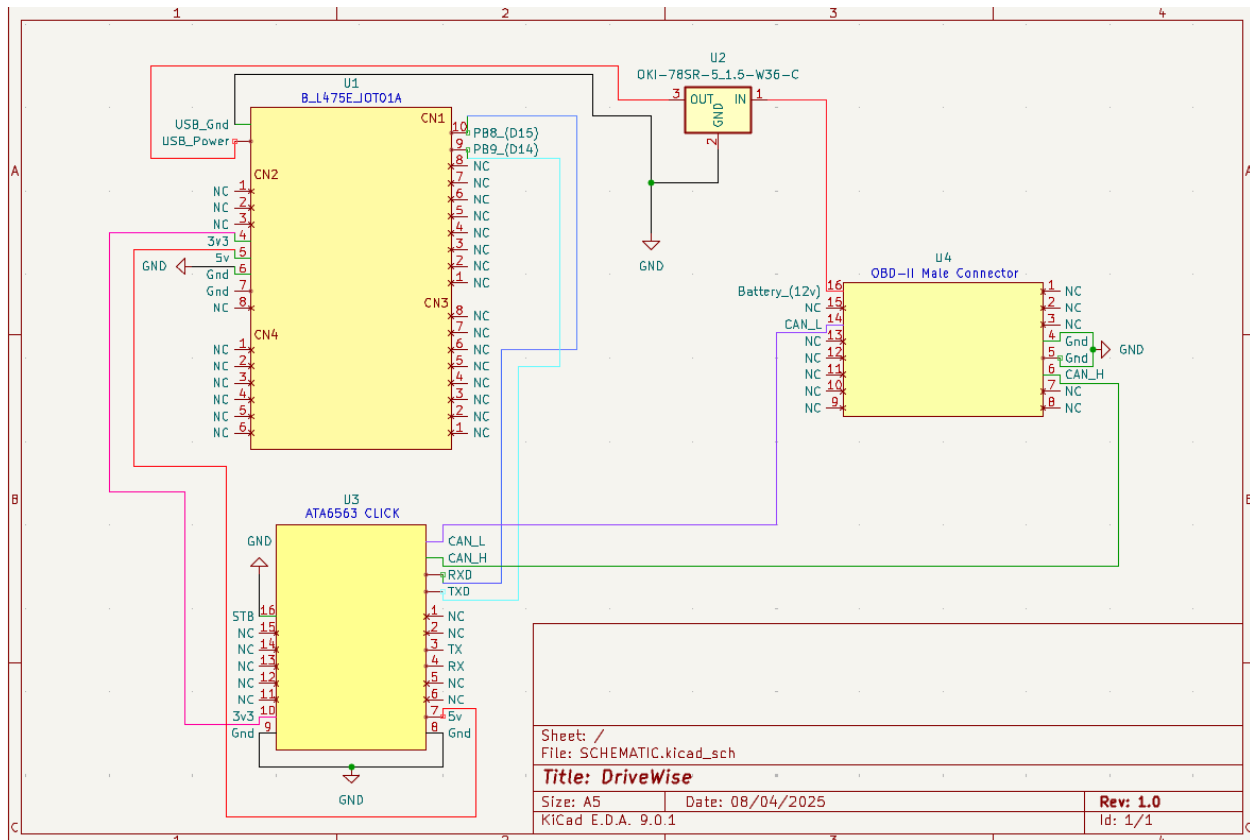 1 2 3 4
A
B
C
A
B
C
U1
B_L475E_IOT01A
USB_Gnd
USB_Power
CN2
1 NC
2 NC
3 NC
4 3v3
5 5v
6 Gnd
7 Gnd
8 NC
GND
CN4
1 NC
2 NC
3 NC
4 NC
5 NC
6 NC
CN1
10 PB8_(D15)
9 PB9_(D14)
8 NC
7 NC
6 NC
5 NC
4 NC
3 NC
2 NC
1 NC
CN3
8 NC
7 NC
6 NC
5 NC
4 NC
3 NC
2 NC
1 NC
U2
OKI-78SR-5_1.5-W36-C
3 OUT IN 1
GND
2
GND
U4
OBD-II Male Connector
Battery_(12v) 16
NC 15
CAN_L 14
NC 13
NC 12
NC 11
NC 10
NC 9
1 NC
2 NC
3 NC
4 Gnd
5 Gnd
6 CAN_H
7 NC
8 NC
GND
U3
ATA6563 CLICK
GND
CAN_L
CAN_H
RXD
TXD
STB 16
NC 15
NC 14
NC 13
NC 12
NC 11
3v3 10
Gnd 9
1 NC
2 NC
3 TX
4 RX
5 NC
6 NC
7 5v
8 Gnd
GND
Sheet: /
File: SCHEMATIC.kicad_sch
Title: DriveWise
Size: A5 Date: 08/04/2025 Rev: 1.0
KiCad E.D.A. 9.0.1 Id: 1/1
1 2 3 4